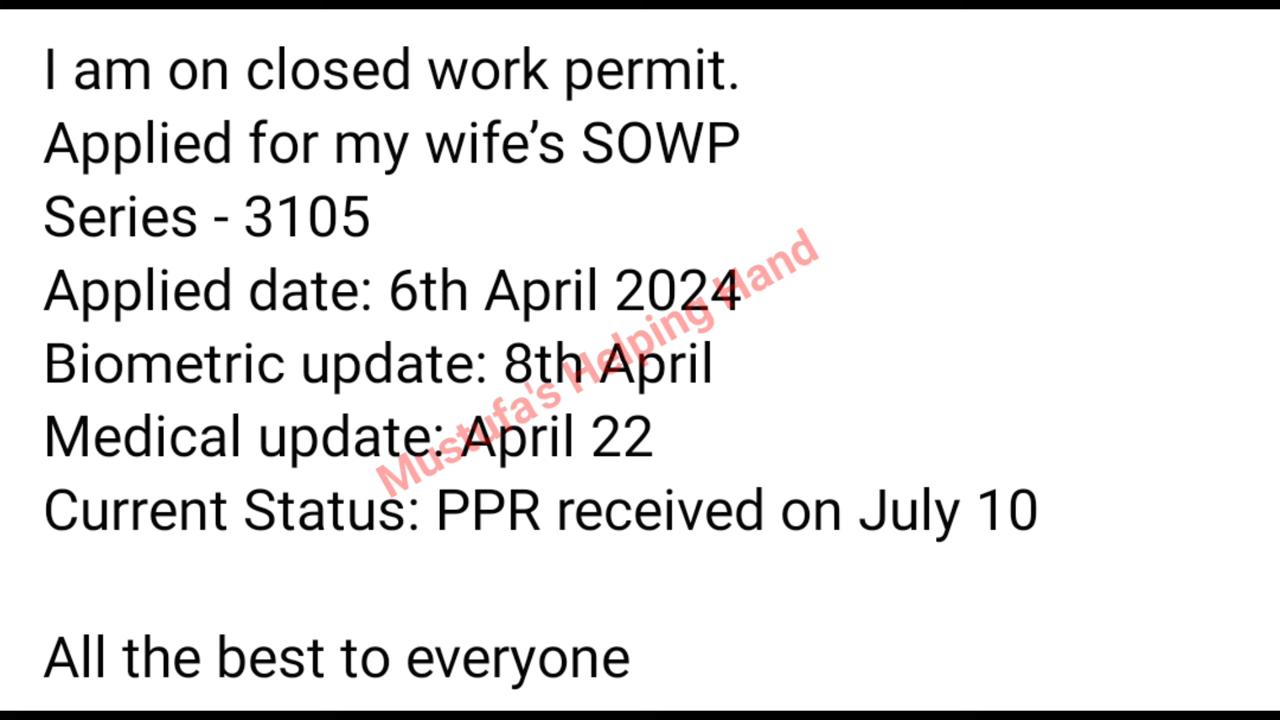 I am on closed work permit.
Applied for my wife’s SOWP
Series - 3105
Applied date: 6th April 2024
Biometric update: 8th April
Medical update: April 22
Current Status: PPR received on July 10
All the best to everyone
Mustufa's Helping Hand